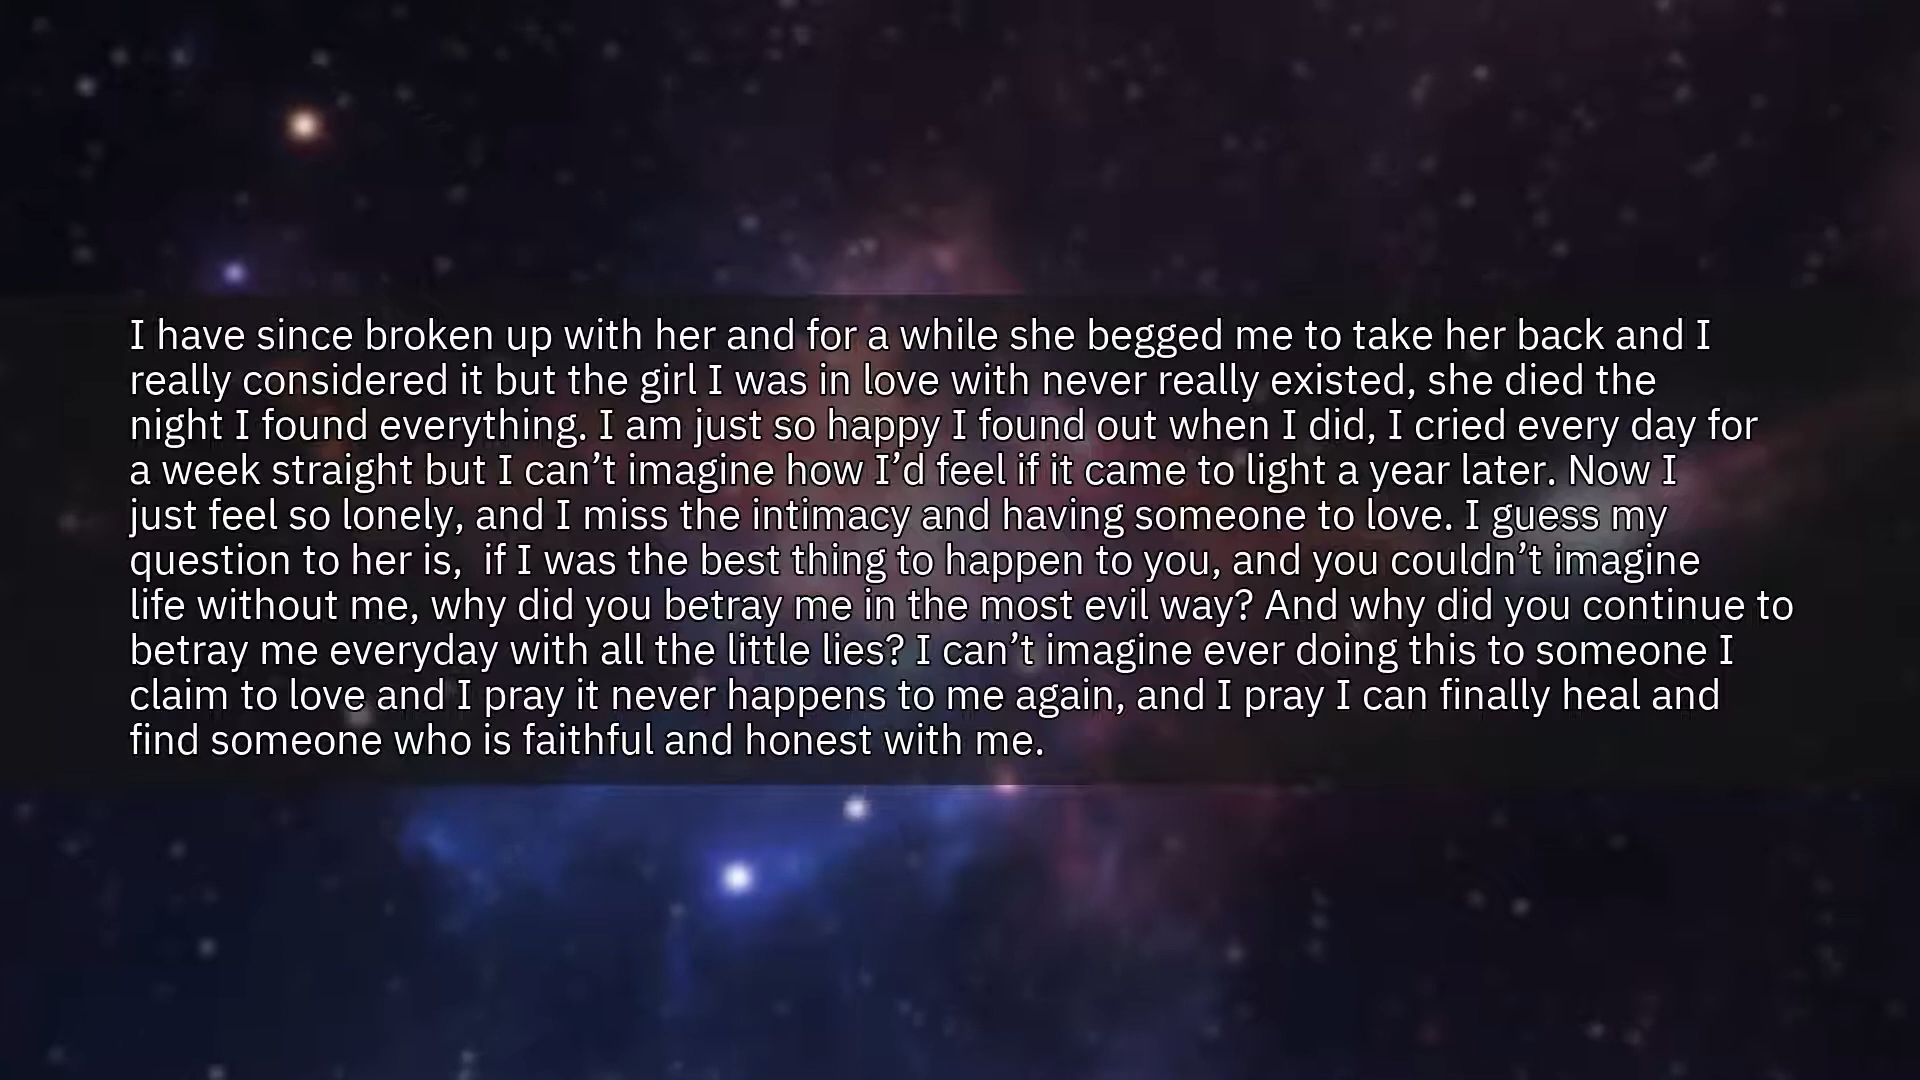 I have since broken up with her and for a while she begged me to take her back and I
really considered it but the girl I was in love with never really existed, she died the
night I found everything. I am just so happy I found out when I did, I cried every day for
a week straight but I can’t imagine how I’d feel if it came to light a year later. Now I
just feel so lonely, and I miss the intimacy and having someone to love. I guess my
question to her is,  if I was the best thing to happen to you, and you couldn’t imagine
life without me, why did you betray me in the most evil way? And why did you continue to
betray me everyday with all the little lies? I can’t imagine ever doing this to someone I
claim to love and I pray it never happens to me again, and I pray I can finally heal and
find someone who is faithful and honest with me.